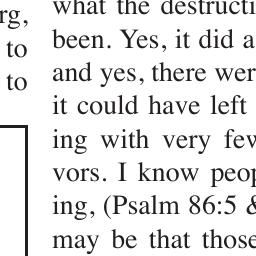 rg,
to
to
what the destructi
been. Yes, it did a
and yes, there wer
it could have left
ing with very few
vors. I know peop
ing, (Psalm 86:5 &
may be that those